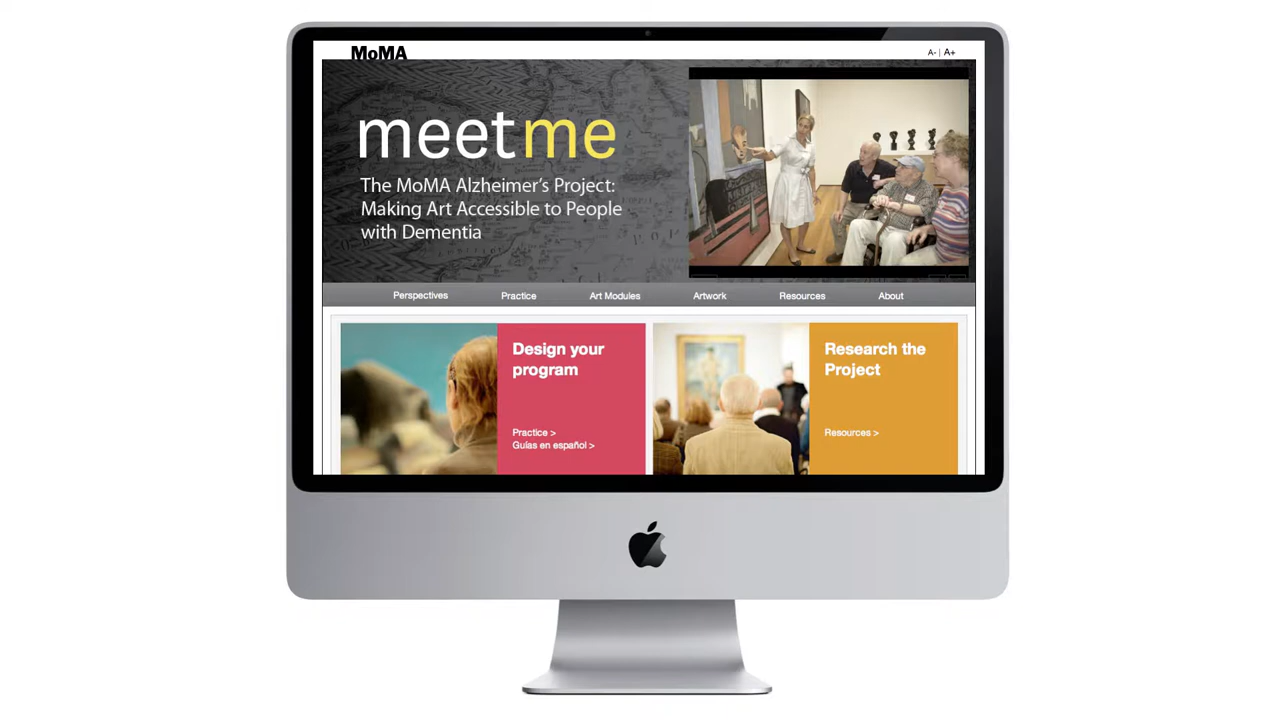 MoMA
A- | A+
meetme
The MoMA Alzheimer's Project:
Making Art Accessible to People
with Dementia
Perspectives Practice Art Modules Artwork Resources About
Design your
program
Practice >
Guías en español >
Research the
Project
Resources >